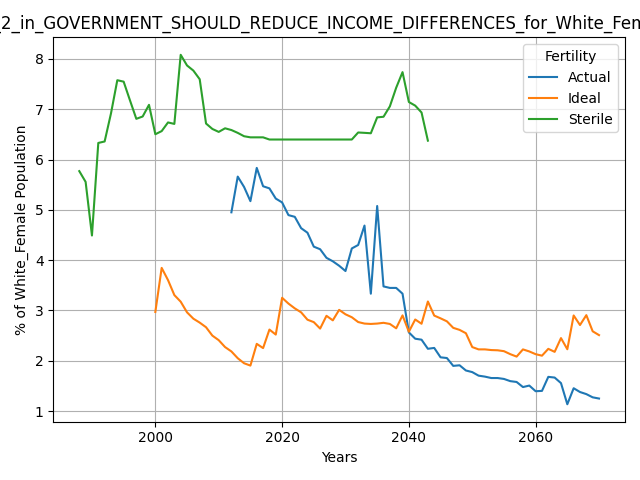 _2_in_GOVERNMENT_SHOULD_REDUCE_INCOME_DIFFERENCES_for_White_Fem
Fertility
Actual
Ideal
Sterile
% of White_Female Population
8
7
6
5
4
3
2
1
2000 2020 2040 2060
Years